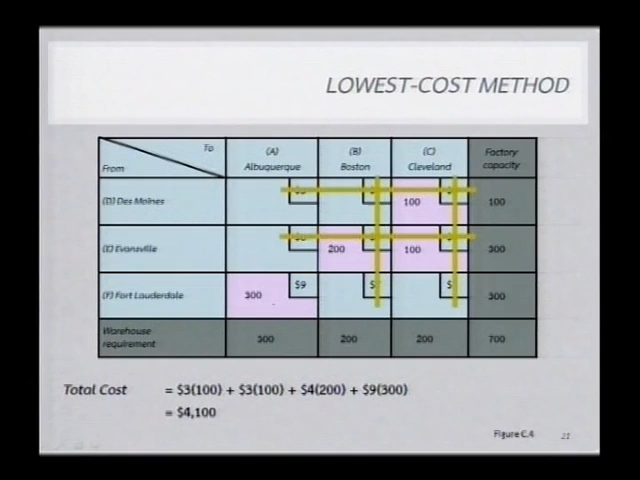 LOWEST-COST METHOD
To
From
(A)
Albuquerque
(B)
Boston
(C)
Cleveland
Factory
capacity
(D) Des Moines
100
100
(E) Evansville
200
100
300
(F) Fort Lauderdale
300
$9
$
$
300
Warehouse
requirement
300
200
200
700
Total Cost = $3(100) + $3(100) + $4(200) + $9(300)
= $4,100
Figure C.4
21